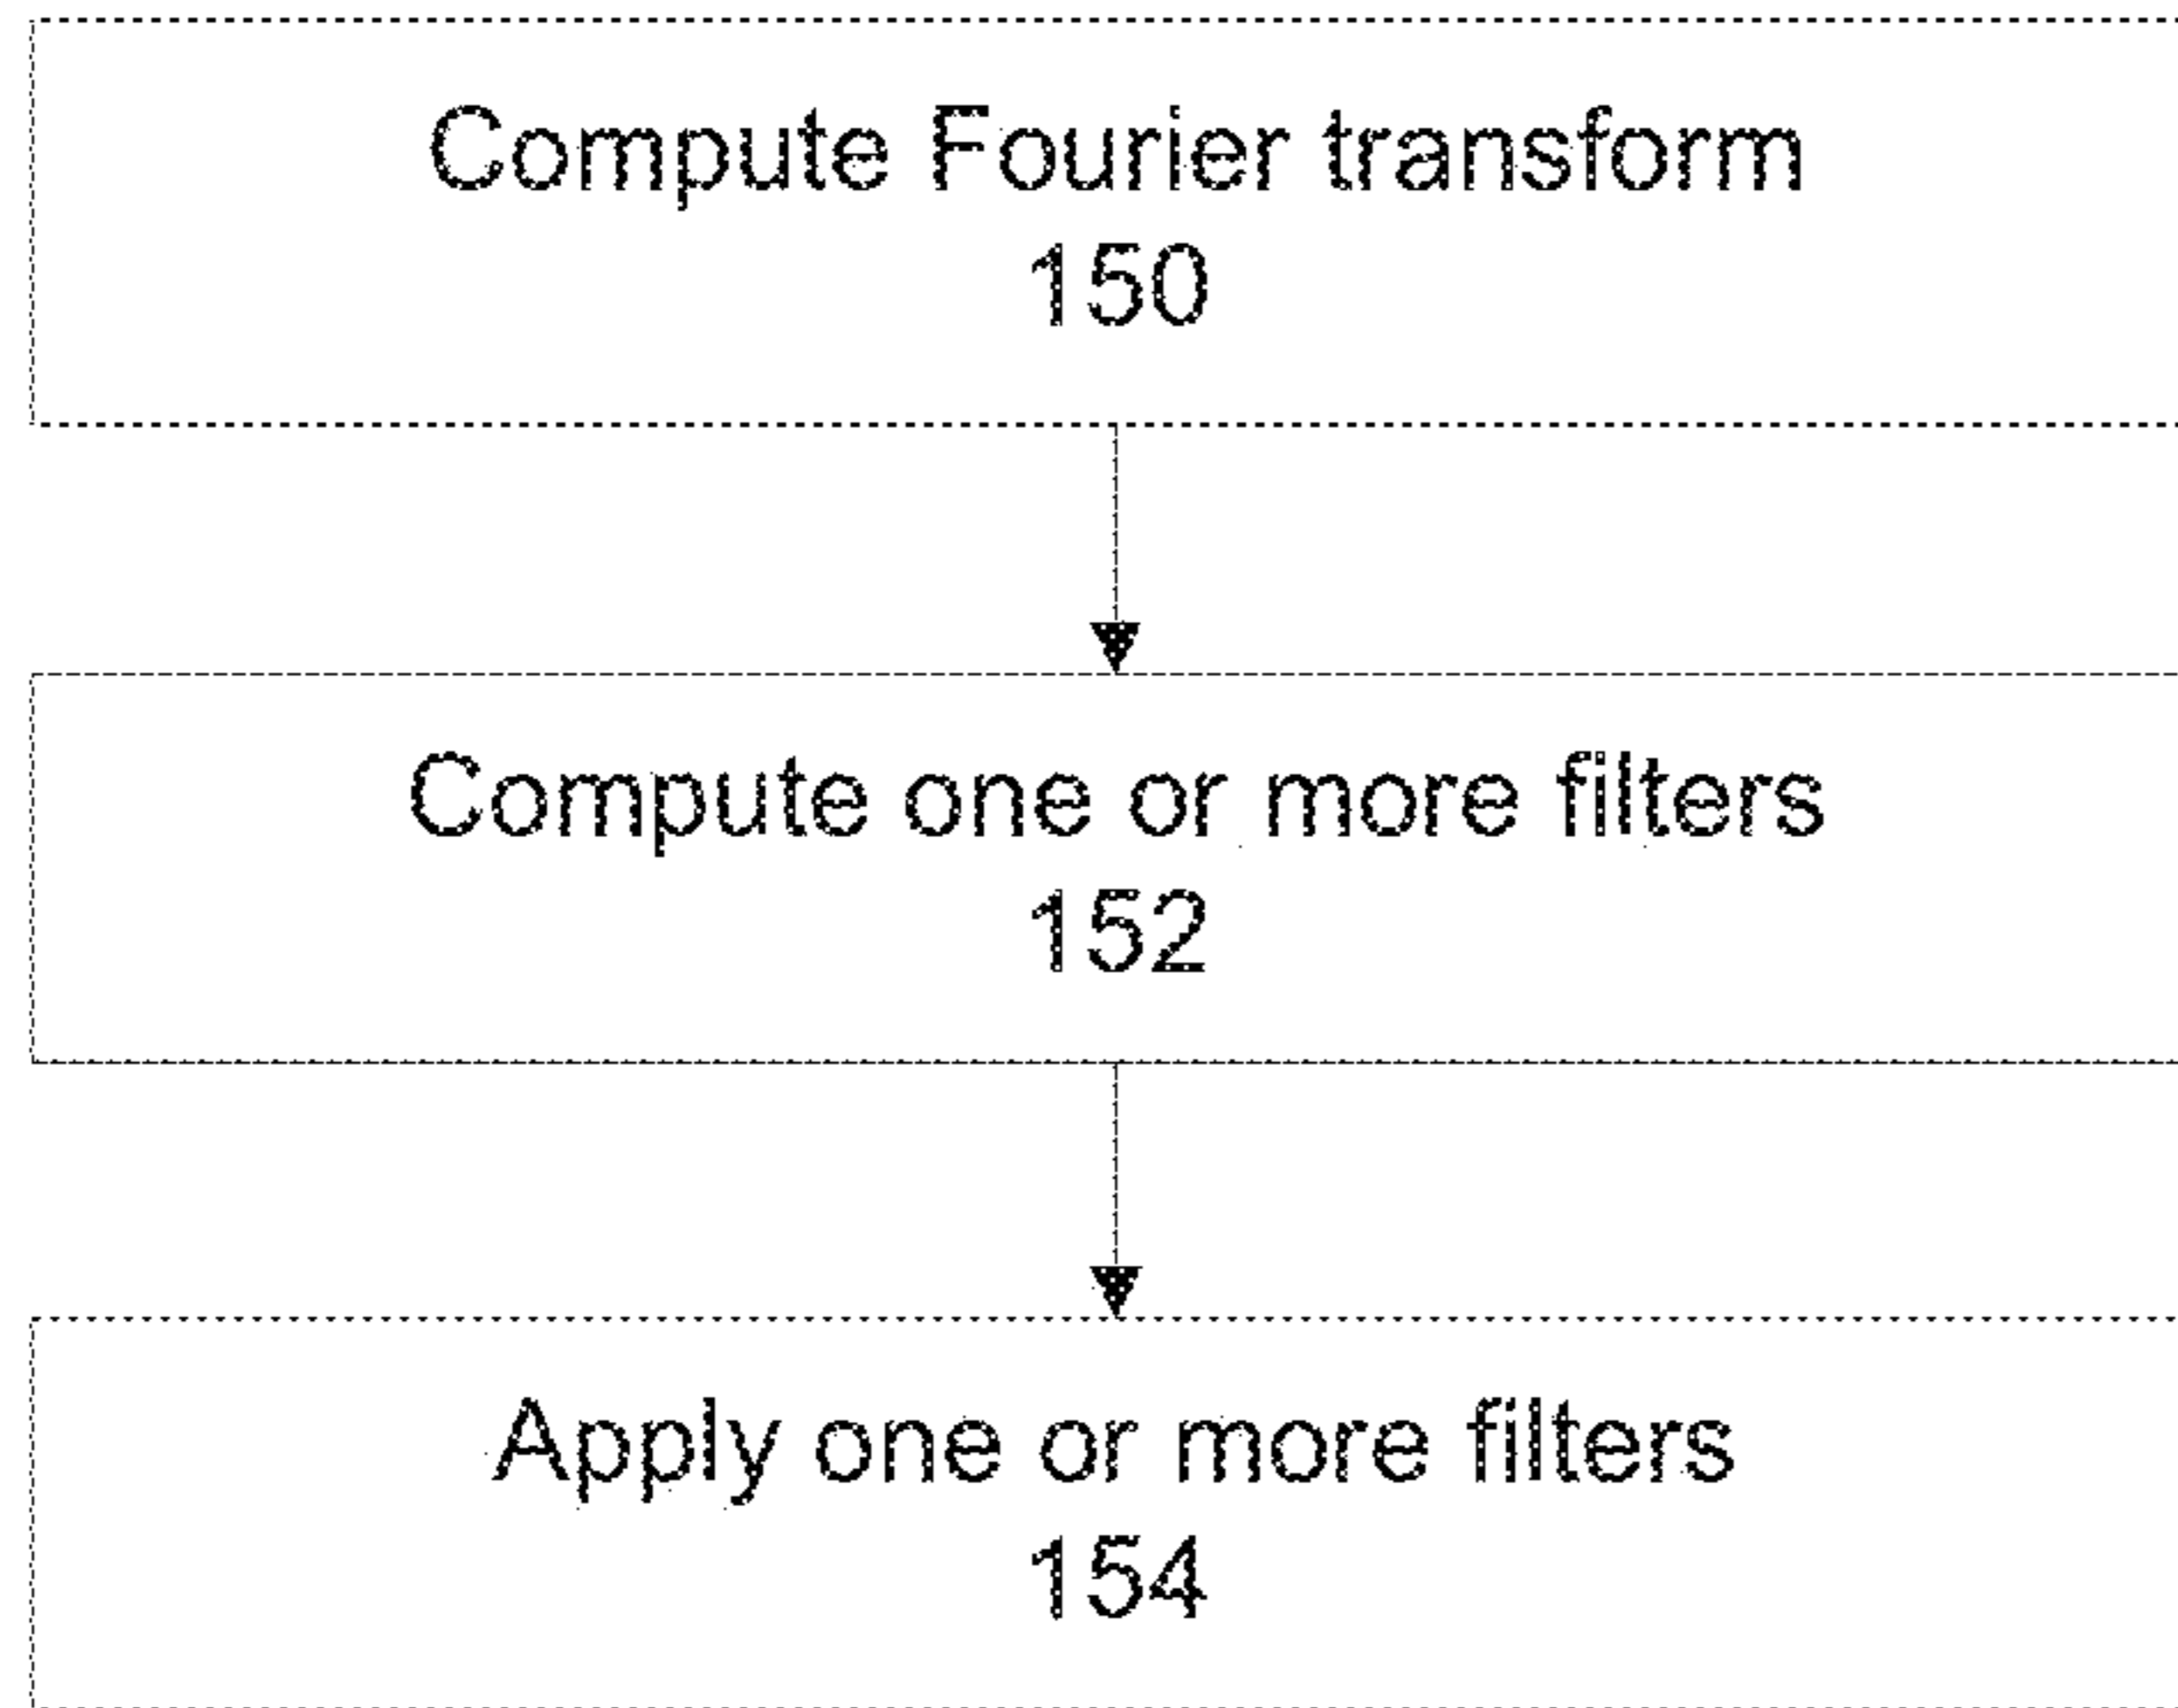 Compute Fourier transform
150
Compute one or more filters
152
Apply one or more filters
154